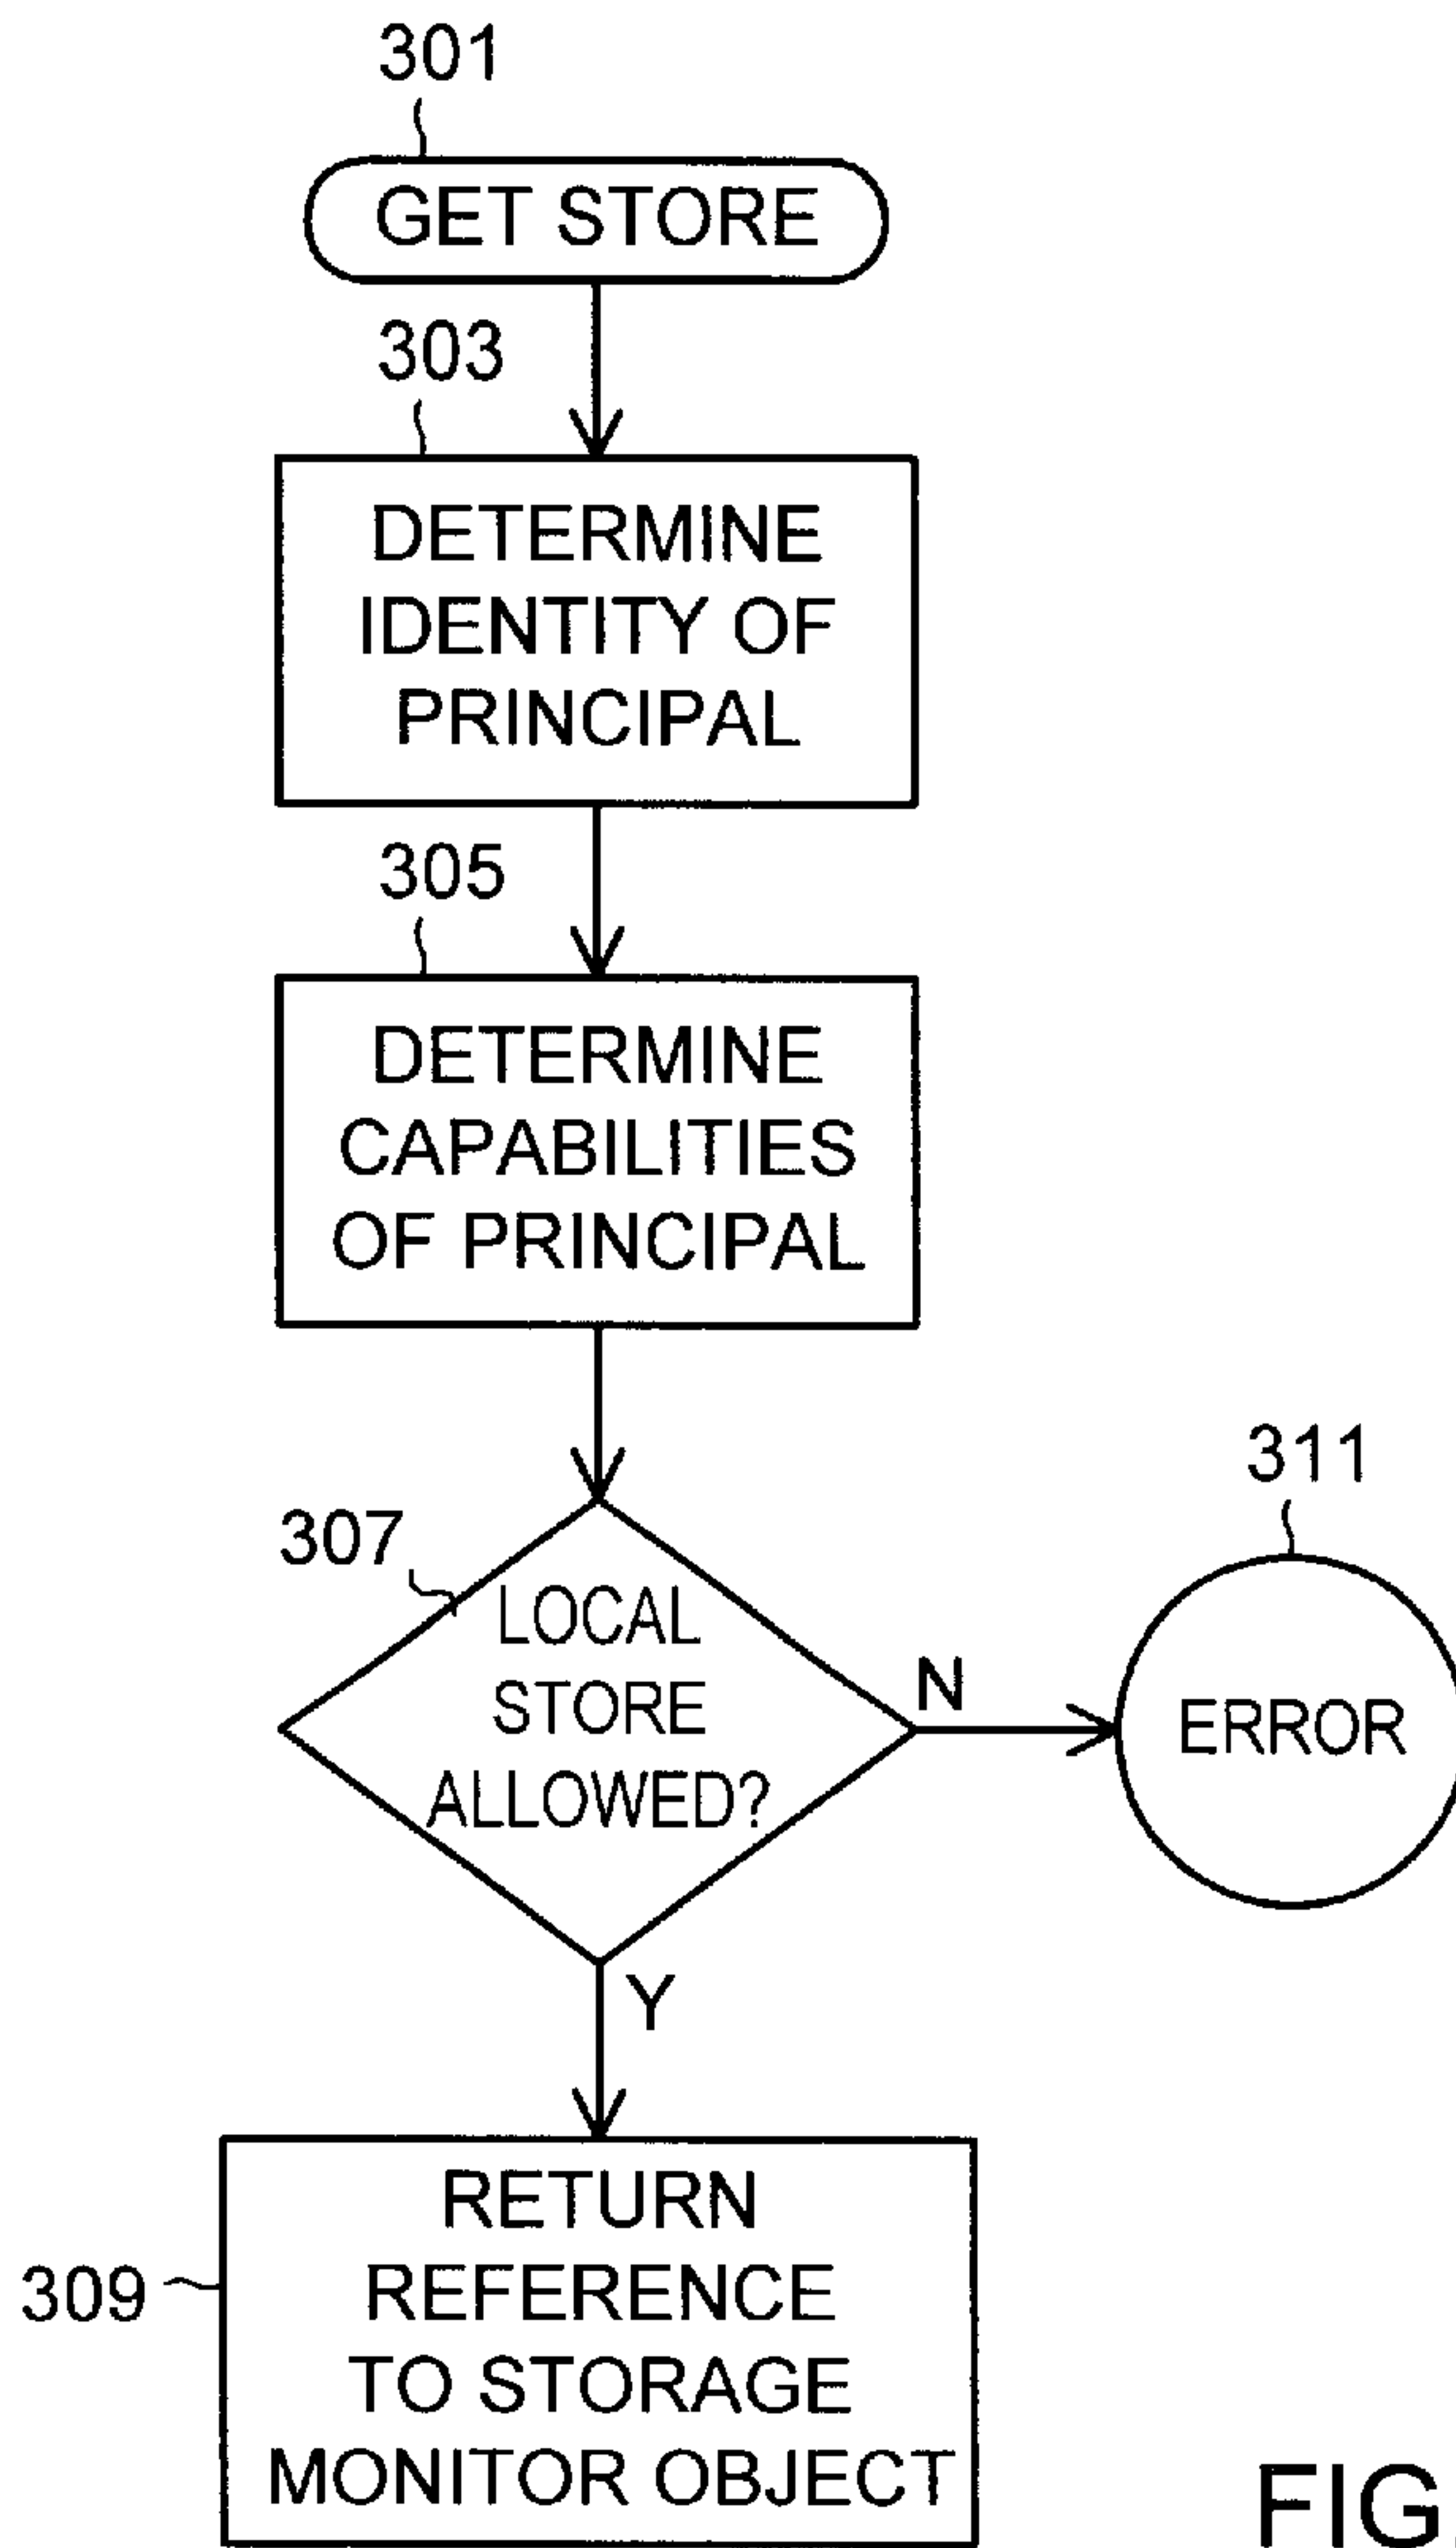 301
GET STORE
303
DETERMINE
IDENTITY OF
PRINCIPAL
305
DETERMINE
CAPABILITIES
OF PRINCIPAL
307
LOCAL
STORE
ALLOWED?
N
311
ERROR
Y
309
RETURN
REFERENCE
TO STORAGE
MONITOR OBJECT
FIG